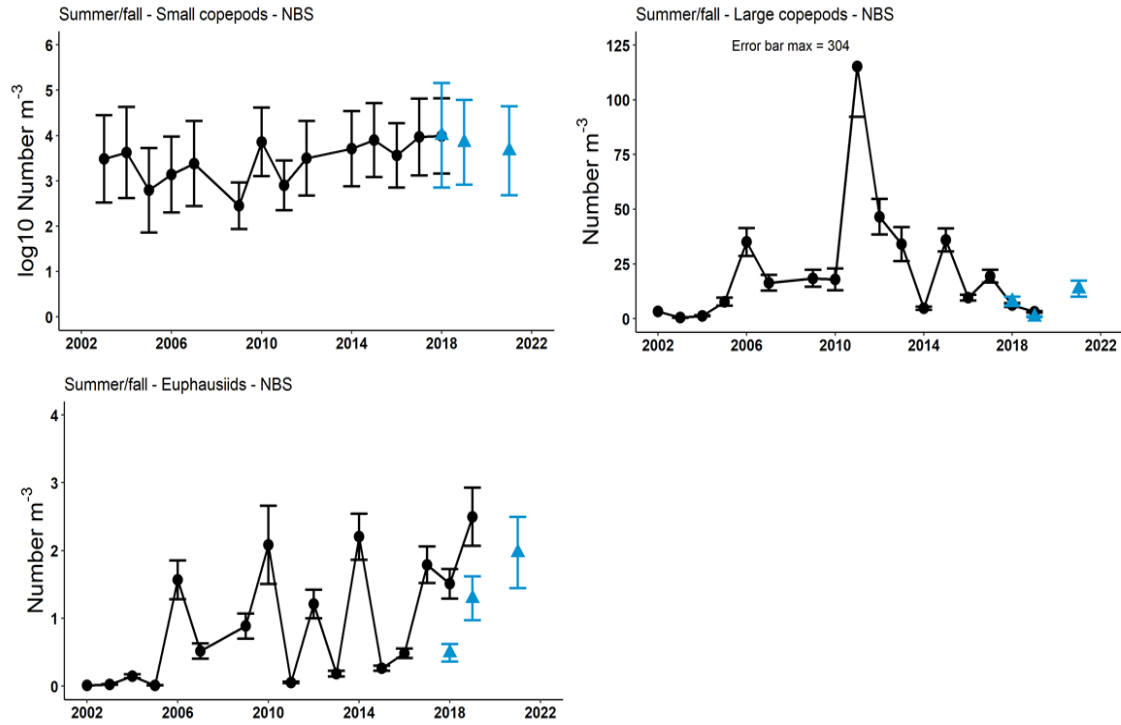 Summer/fall - Small copepods - NBS
log10 Number m⁻³
6
5
4
3
2
1
0
2002 2006 2010 2014 2018 2022
Summer/fall - Large copepods - NBS
Error bar max = 304
Number m⁻³
125
100
75
50
25
0
2002 2006 2010 2014 2018 2022
Summer/fall - Euphausiids - NBS
Number m⁻³
4
3
2
1
0
2002 2006 2010 2014 2018 2022